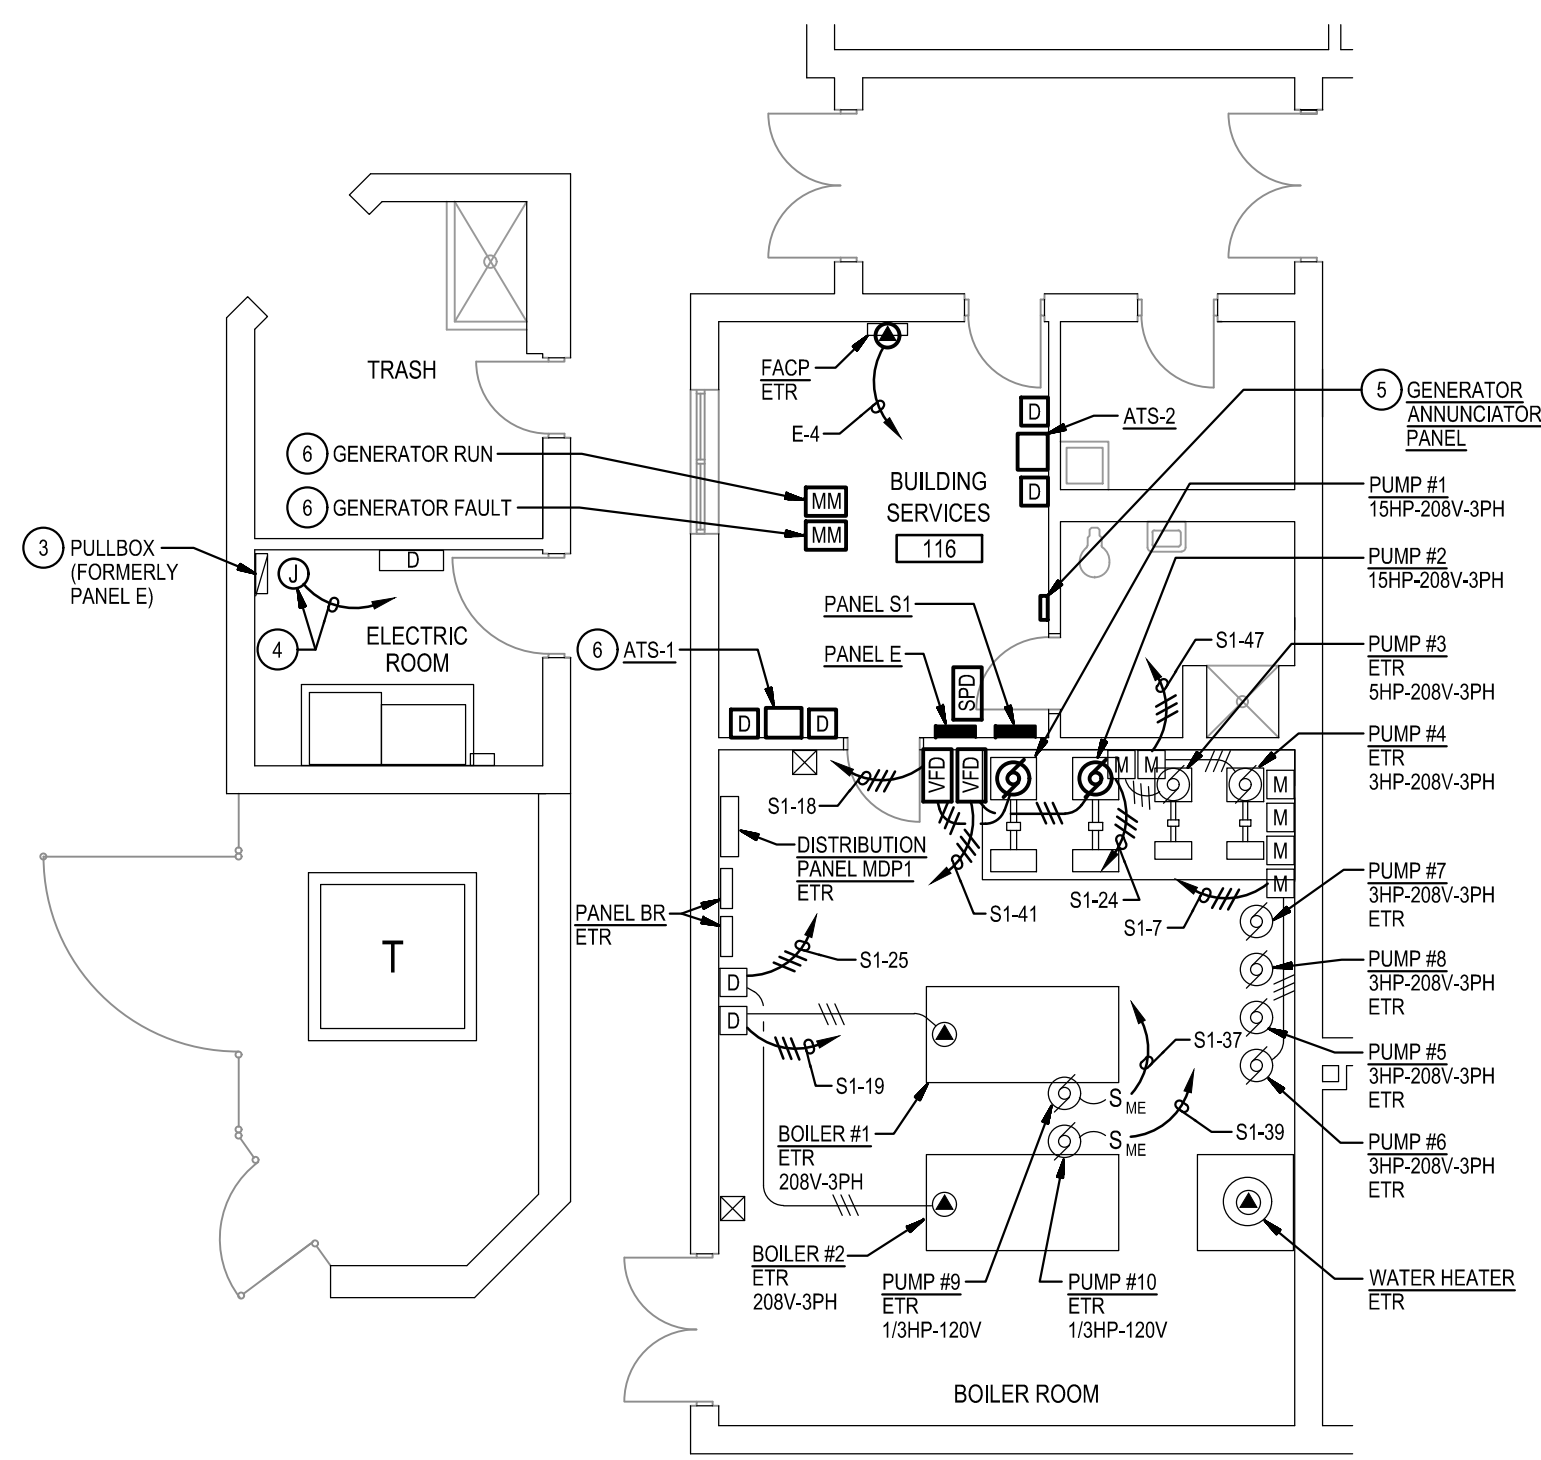 TRASH
FACP
ETR
E-4
D
ATS-2
D
5
GENERATOR
ANNUNCIATOR
PANEL
6
GENERATOR RUN
MM
6
GENERATOR FAULT
MM
BUILDING
SERVICES
116
PUMP #1
15HP-208V-3PH
PUMP #2
15HP-208V-3PH
3
PULLBOX
(FORMERLY
PANEL E)
J
D
4
ELECTRIC
ROOM
PANEL S1
PANEL E
6
ATS-1
SPD
D
D
S1-47
PUMP #3
ETR
5HP-208V-3PH
PUMP #4
ETR
3HP-208V-3PH
VFD
VFD
M
M
M
M
M
M
S1-18
DISTRIBUTION
PANEL MDP1
ETR
S1-41
S1-24
S1-7
PANEL BR
ETR
S1-25
D
D
S1-19
T
PUMP #7
3HP-208V-3PH
ETR
PUMP #8
3HP-208V-3PH
ETR
PUMP #5
3HP-208V-3PH
ETR
PUMP #6
3HP-208V-3PH
ETR
S1-37
S ME
S ME
S1-39
BOILER #1
ETR
208V-3PH
BOILER #2
ETR
208V-3PH
PUMP #9
ETR
1/3HP-120V
PUMP #10
ETR
1/3HP-120V
WATER HEATER
ETR
BOILER ROOM